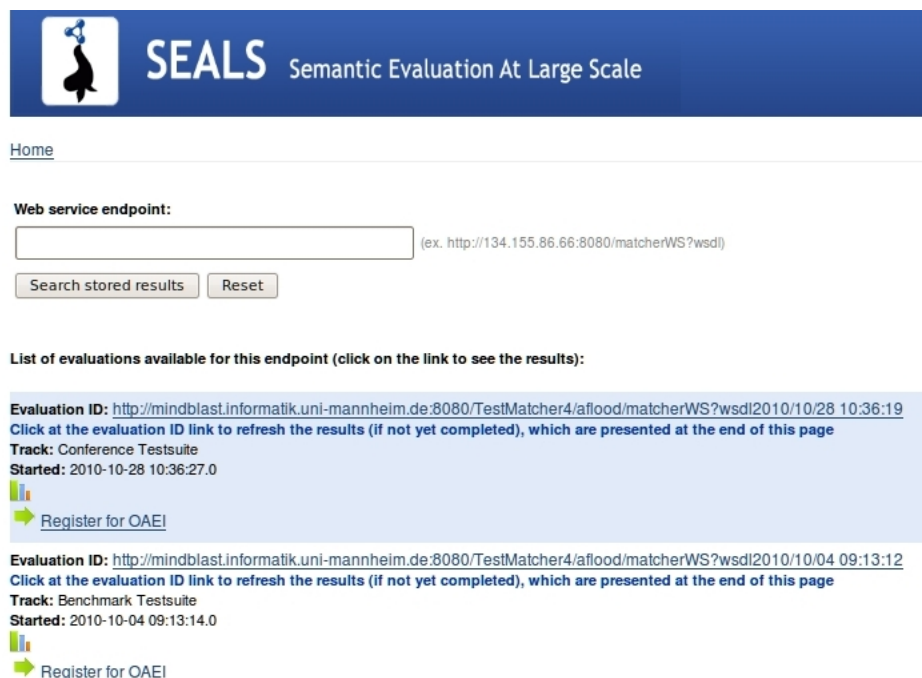 SEALS Semantic Evaluation At Large Scale
Home
Web service endpoint:
(ex. http://134.155.86.66:8080/matcherWS?wsdl)
Search stored results Reset
List of evaluations available for this endpoint (click on the link to see the results):
Evaluation ID: http://mindblast.informatik.uni-mannheim.de:8080/TestMatcher4/aflood/matcherWS?wsdl2010/10/28 10:36:19
Click at the evaluation ID link to refresh the results (if not yet completed), which are presented at the end of this page
Track: Conference Testsuite
Started: 2010-10-28 10:36:27.0
Register for OAEI
Evaluation ID: http://mindblast.informatik.uni-mannheim.de:8080/TestMatcher4/aflood/matcherWS?wsdl2010/10/04 09:13:12
Click at the evaluation ID link to refresh the results (if not yet completed), which are presented at the end of this page
Track: Benchmark Testsuite
Started: 2010-10-04 09:13:14.0
Register for OAEI